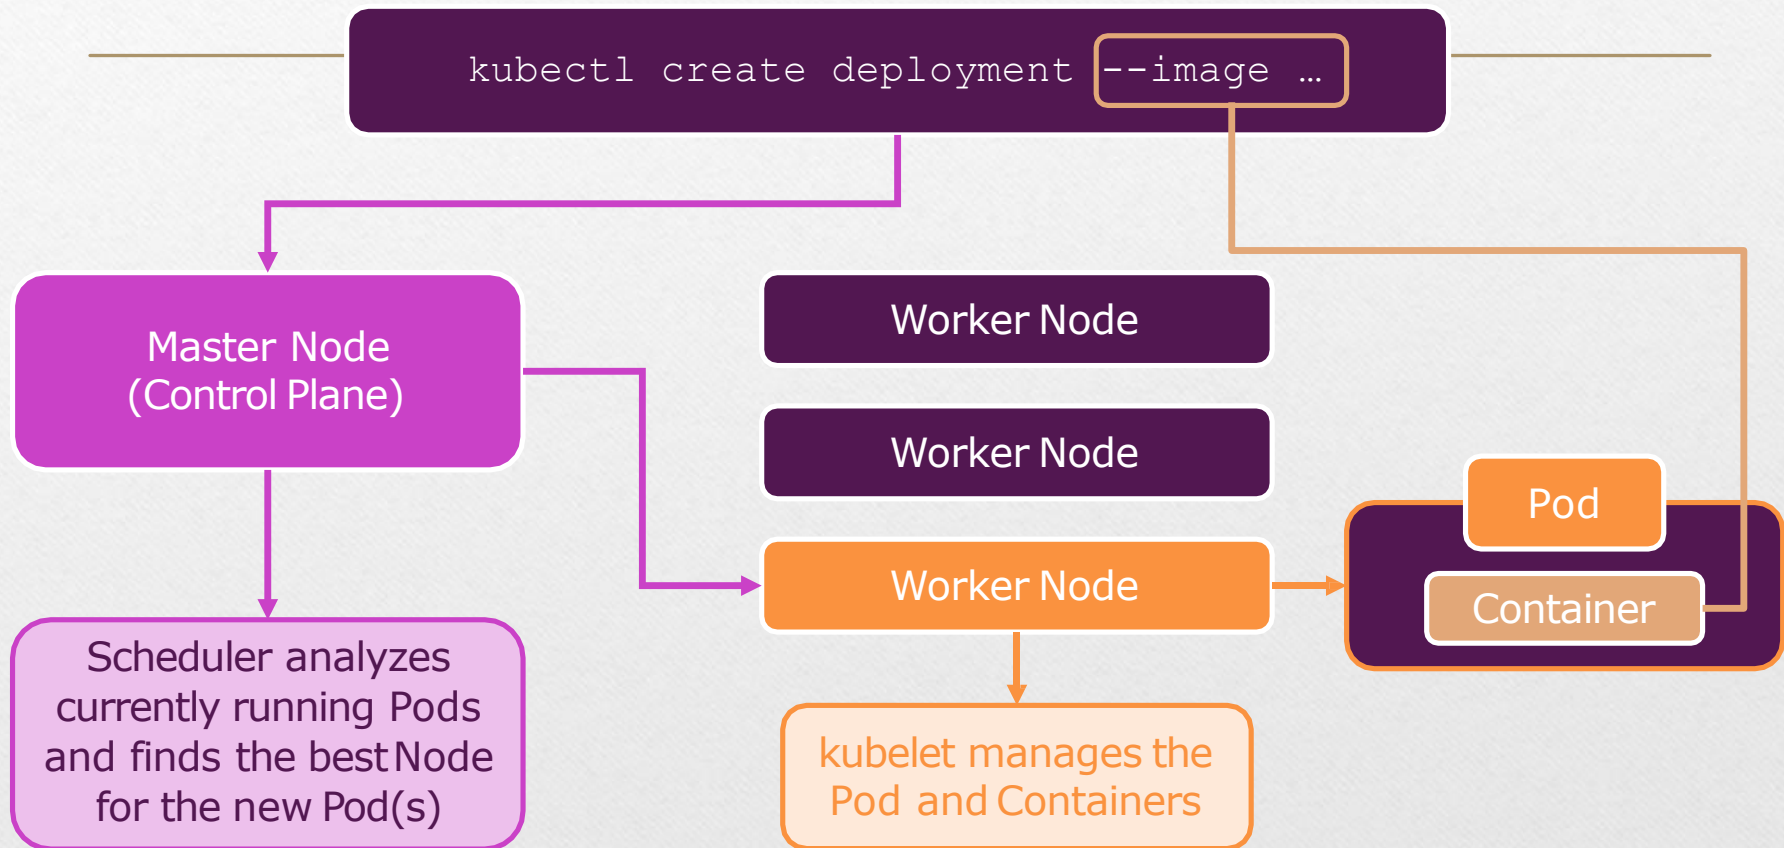 kubectl create deployment --image …
Master Node
(Control Plane)
Worker Node
Worker Node
Worker Node
Pod
Container
Scheduler analyzes
currently running Pods
and finds the best Node
for the new Pod(s)
kubelet manages the
Pod and Containers